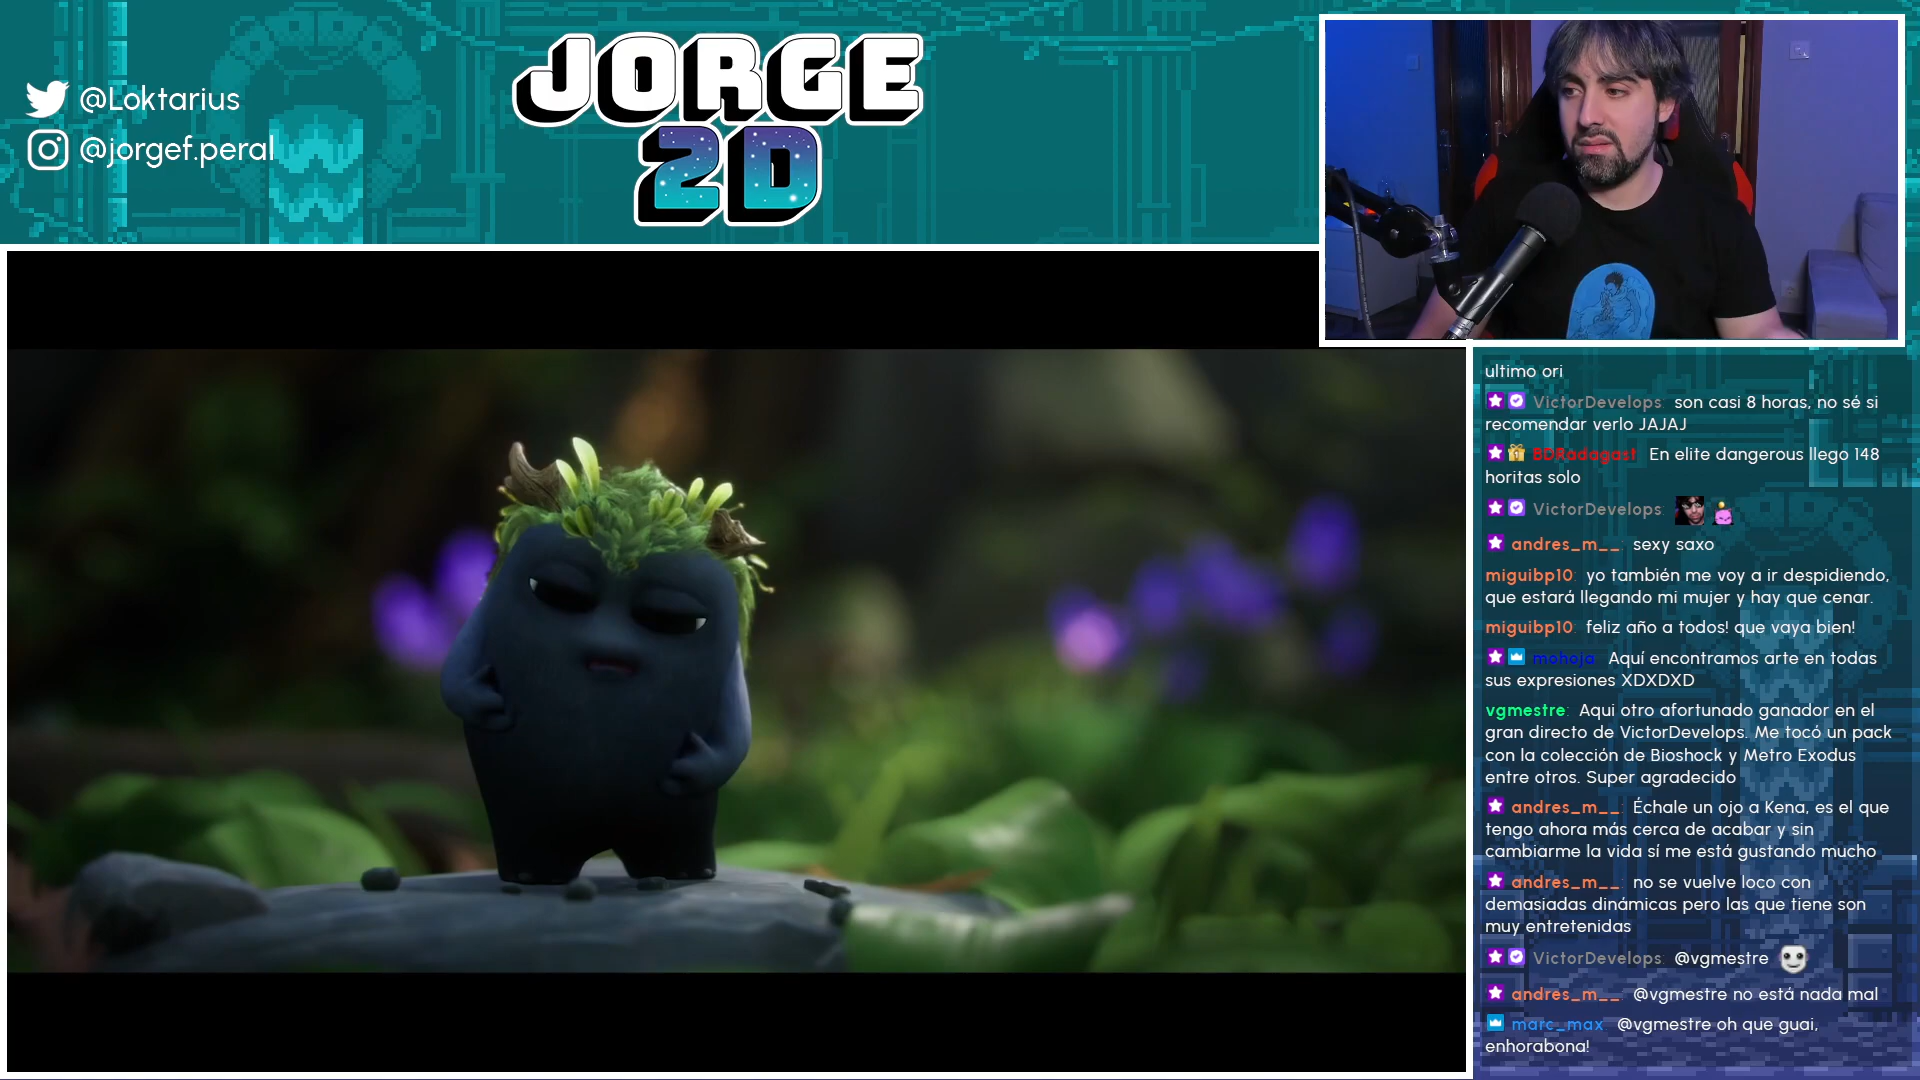 @Loktarius
@jorgef.peral
JORGE
2D
ultimo ori
VictorDevelops: son casi 8 horas, no sé si
recomendar verlo JAJAJ
BDRadagast: En elite dangerous llego 148
horitas solo
VictorDevelops:
andres_m__: sexy saxo
miguibp10: yo también me voy a ir despidiendo,
que estará llegando mi mujer y hay que cenar.
miguibp10: feliz año a todos! que vaya bien!
mohoja: Aquí encontramos arte en todas
sus expresiones XDXDXD
vgmestre: Aqui otro afortunado ganador en el
gran directo de VictorDevelops. Me tocó un pack
con la colección de Bioshock y Metro Exodus
entre otros. Super agradecido
andres_m__: Échale un ojo a Kena, es el que
tengo ahora más cerca de acabar y sin
cambiarme la vida sí me está gustando mucho
andres_m__: no se vuelve loco con
demasiadas dinámicas pero las que tiene son
muy entretenidas
VictorDevelops: @vgmestre
andres_m__: @vgmestre no está nada mal
marc_max: @vgmestre oh que guai,
enhorabona!